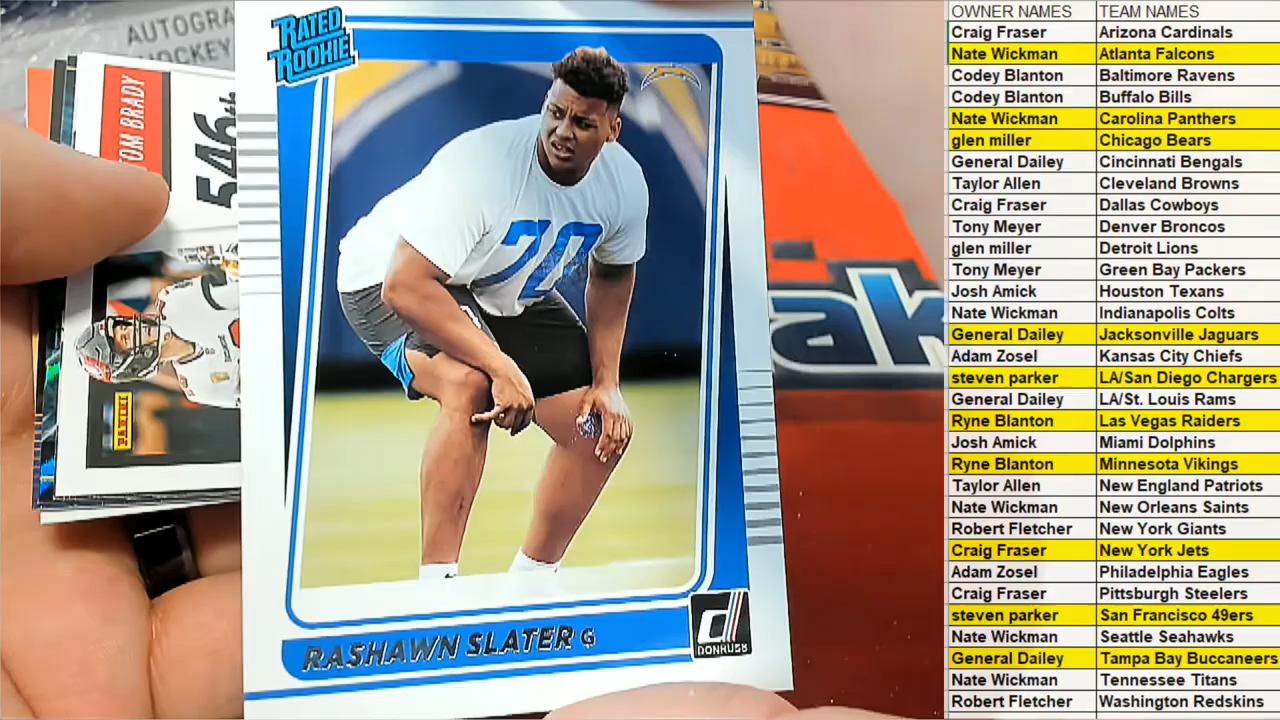 AUTOGRA
HOCKEY
TOM BRADY
546
PANINI
RATED
ROOKIE
70
RASHAWN SLATER G
DONRUSS
ak
OWNER NAMES TEAM NAMES
Craig Fraser Arizona Cardinals
Nate Wickman Atlanta Falcons
Codey Blanton Baltimore Ravens
Codey Blanton Buffalo Bills
Nate Wickman Carolina Panthers
glen miller Chicago Bears
General Dailey Cincinnati Bengals
Taylor Allen Cleveland Browns
Craig Fraser Dallas Cowboys
Tony Meyer Denver Broncos
glen miller Detroit Lions
Tony Meyer Green Bay Packers
Josh Amick Houston Texans
Nate Wickman Indianapolis Colts
General Dailey Jacksonville Jaguars
Adam Zosel Kansas City Chiefs
steven parker LA/San Diego Chargers
General Dailey LA/St. Louis Rams
Ryne Blanton Las Vegas Raiders
Josh Amick Miami Dolphins
Ryne Blanton Minnesota Vikings
Taylor Allen New England Patriots
Nate Wickman New Orleans Saints
Robert Fletcher New York Giants
Craig Fraser New York Jets
Adam Zosel Philadelphia Eagles
Craig Fraser Pittsburgh Steelers
steven parker San Francisco 49ers
Nate Wickman Seattle Seahawks
General Dailey Tampa Bay Buccaneers
Nate Wickman Tennessee Titans
Robert Fletcher Washington Redskins